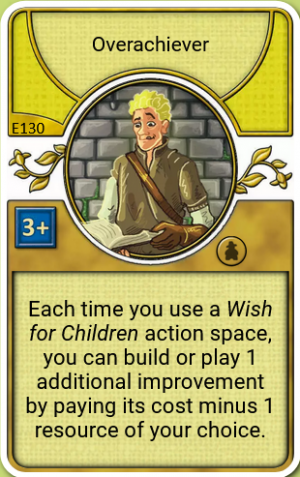 Overachiever
E130
3+
Each time you use a Wish
for Children action space,
you can build or play 1
additional improvement
by paying its cost minus 1
resource of your choice.